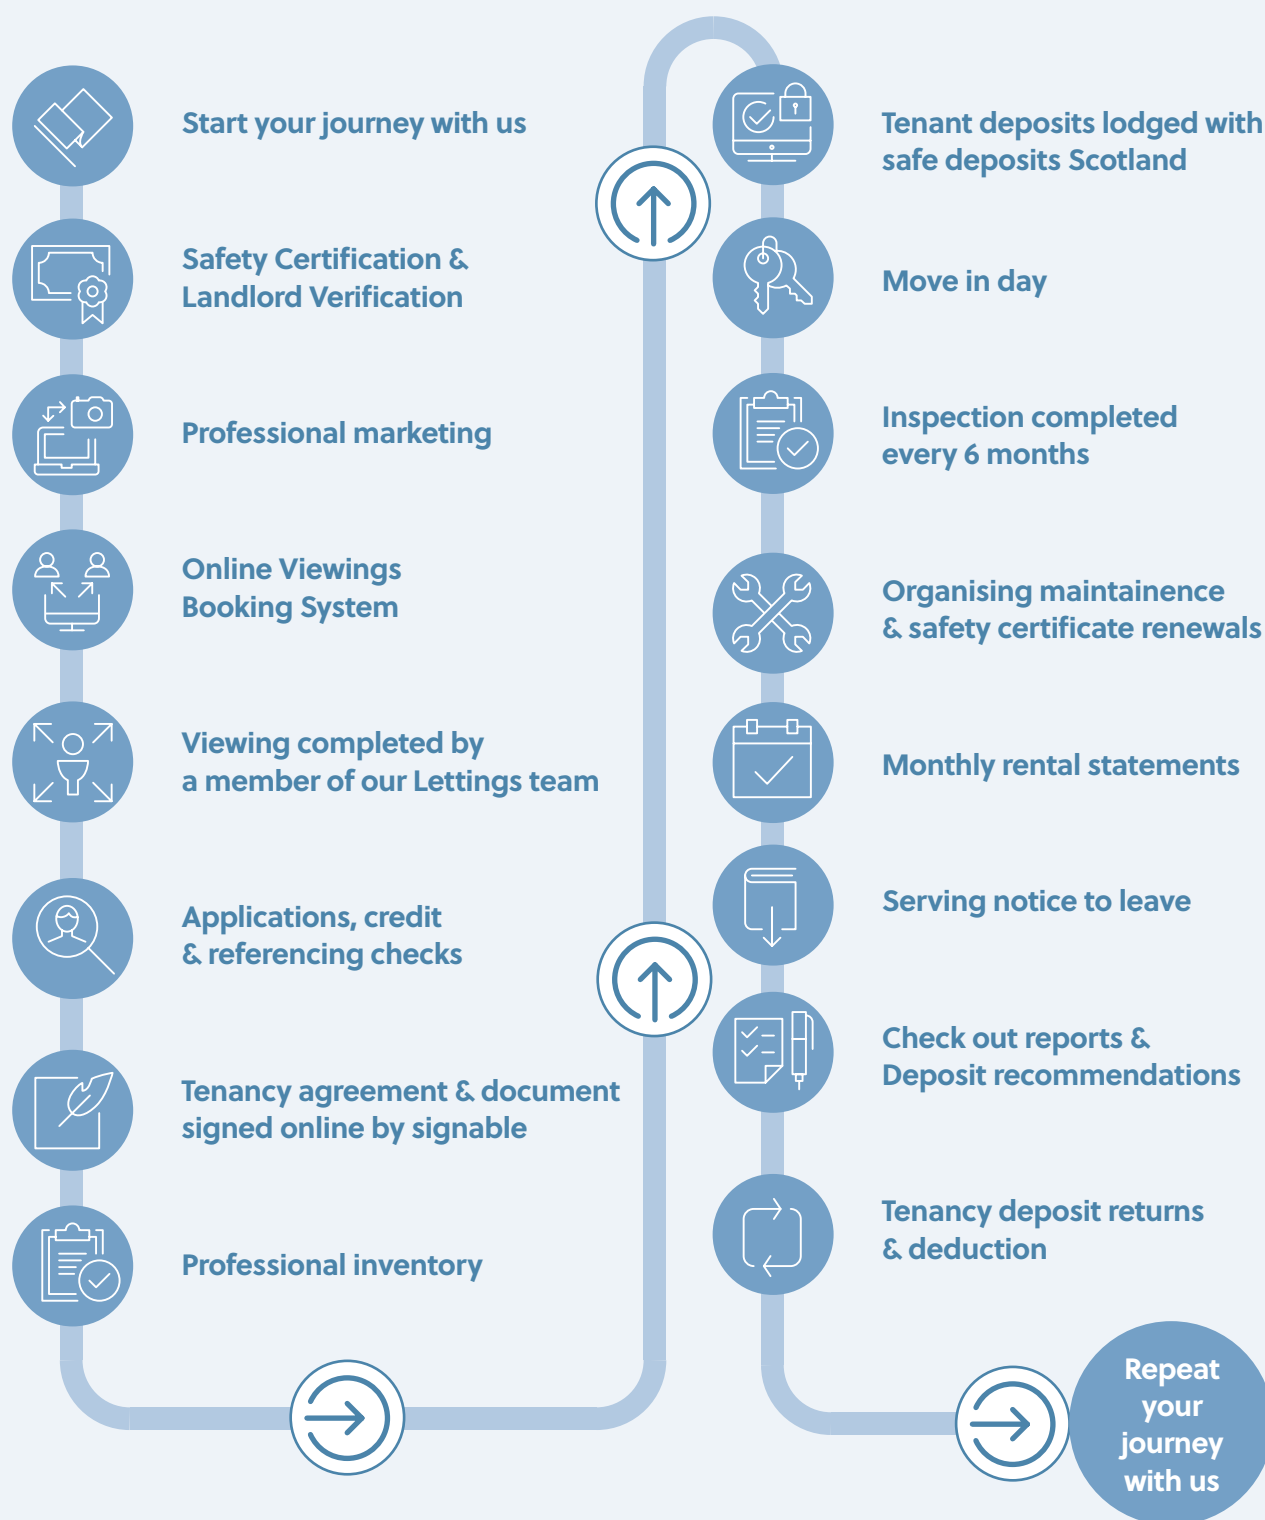 Start your journey with us
Safety Certification &
Landlord Verification
Professional marketing
Online Viewings
Booking System
Viewing completed by
a member of our Lettings team
Applications, credit
& referencing checks
Tenancy agreement & document
signed online by signable
Professional inventory
Tenant deposits lodged with
safe deposits Scotland
Move in day
Inspection completed
every 6 months
Organising maintainence
& safety certificate renewals
Monthly rental statements
Serving notice to leave
Check out reports &
Deposit recommendations
Tenancy deposit returns
& deduction
Repeat
your
journey
with us